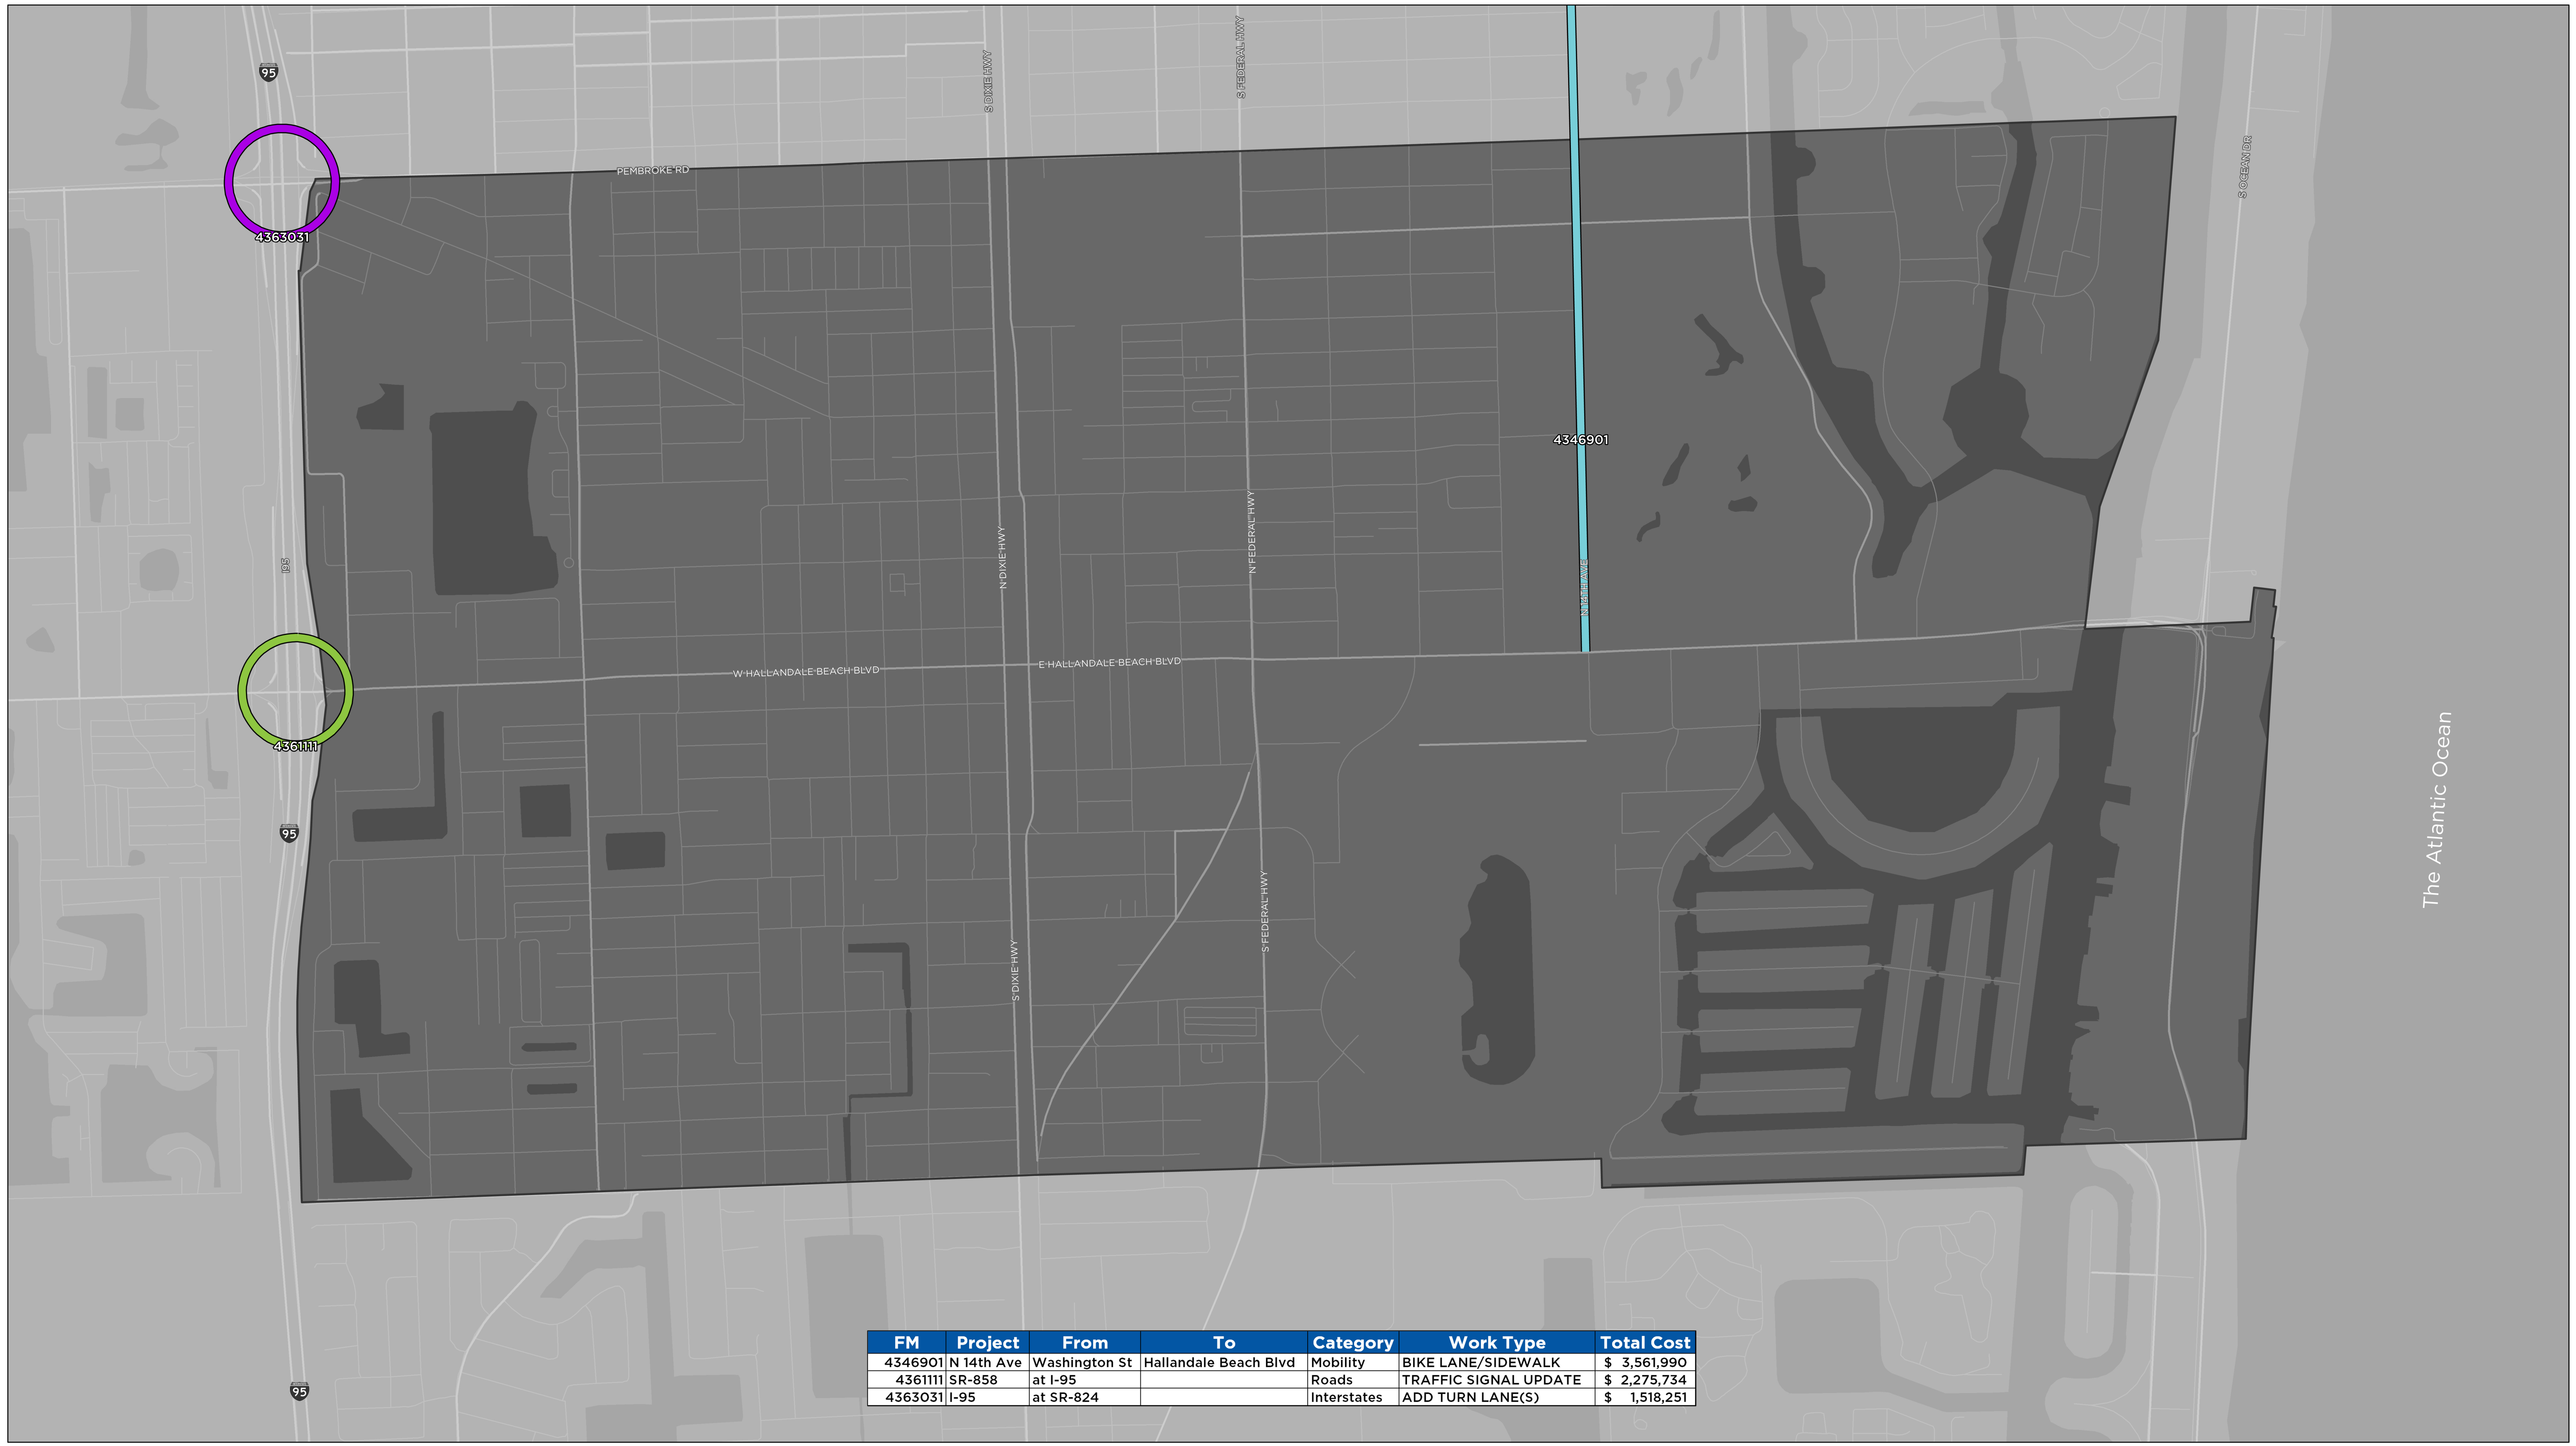 95
S DIXIE HWY
S FEDERAL HWY
S OCEAN DR
PEMBROKE RD
4363031
4346901
N DIXIE HWY
N FEDERAL HWY
I 95
N 14TH AVE
W HALLANDALE BEACH BLVD
E HALLANDALE BEACH BLVD
4361111
95
The Atlantic Ocean
S FEDERAL HWY
S DIXIE HWY
FM Project From To Category Work Type Total Cost
4346901 N 14th Ave Washington St Hallandale Beach Blvd Mobility BIKE LANE/SIDEWALK $ 3,561,990
4361111 SR-858 at I-95 Roads TRAFFIC SIGNAL UPDATE $ 2,275,734
4363031 I-95 at SR-824 Interstates ADD TURN LANE(S) $ 1,518,251
95